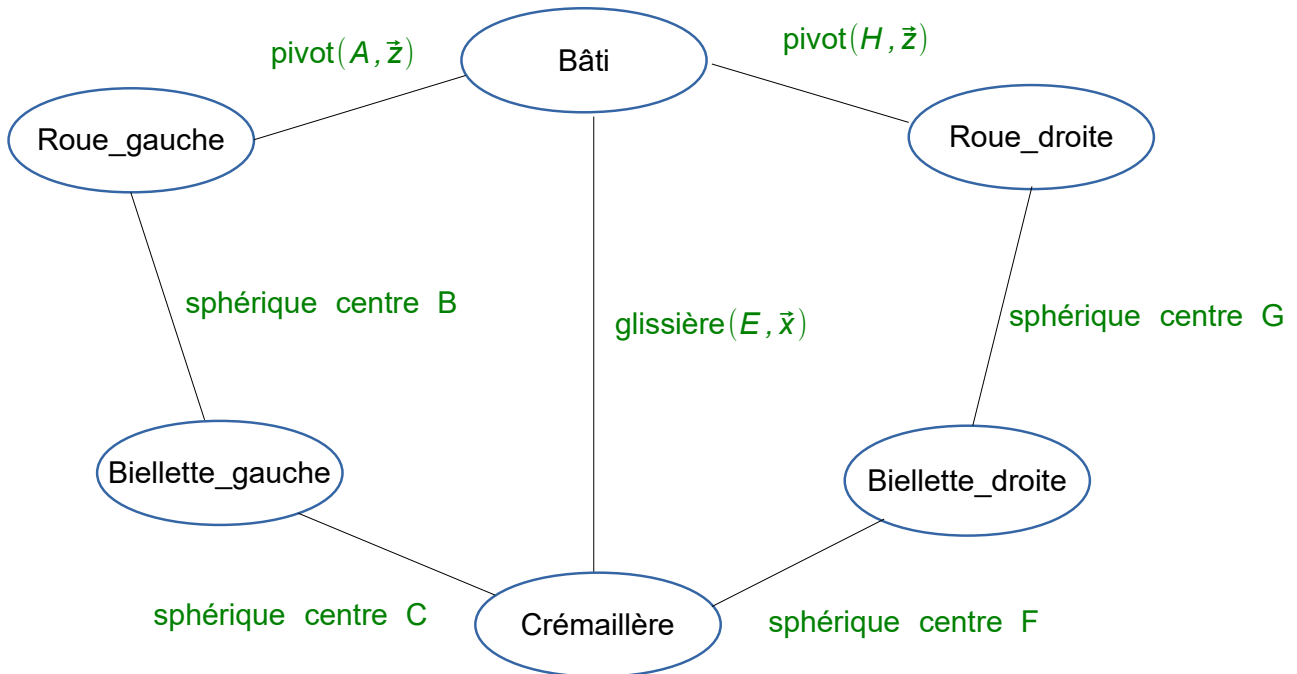 pivot(A, z⃗)
Bâti
pivot(H, z⃗)
Roue_gauche
Roue_droite
sphérique centre B
glissière(E, x⃗)
sphérique centre G
Biellette_gauche
Biellette_droite
sphérique centre C
Crémaillère
sphérique centre F